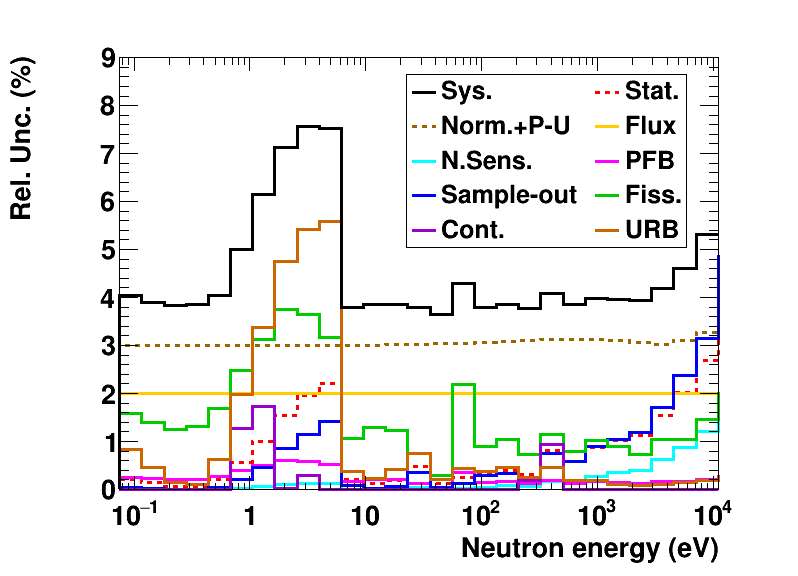 Rel. Unc. (%)
9
8
7
6
5
4
3
2
1
0
Sys. Stat.
Norm.+P-U Flux
N.Sens. PFB
Sample-out Fiss.
Cont. URB
10⁻¹ 1 10 10² 10³ 10⁴
Neutron energy (eV)